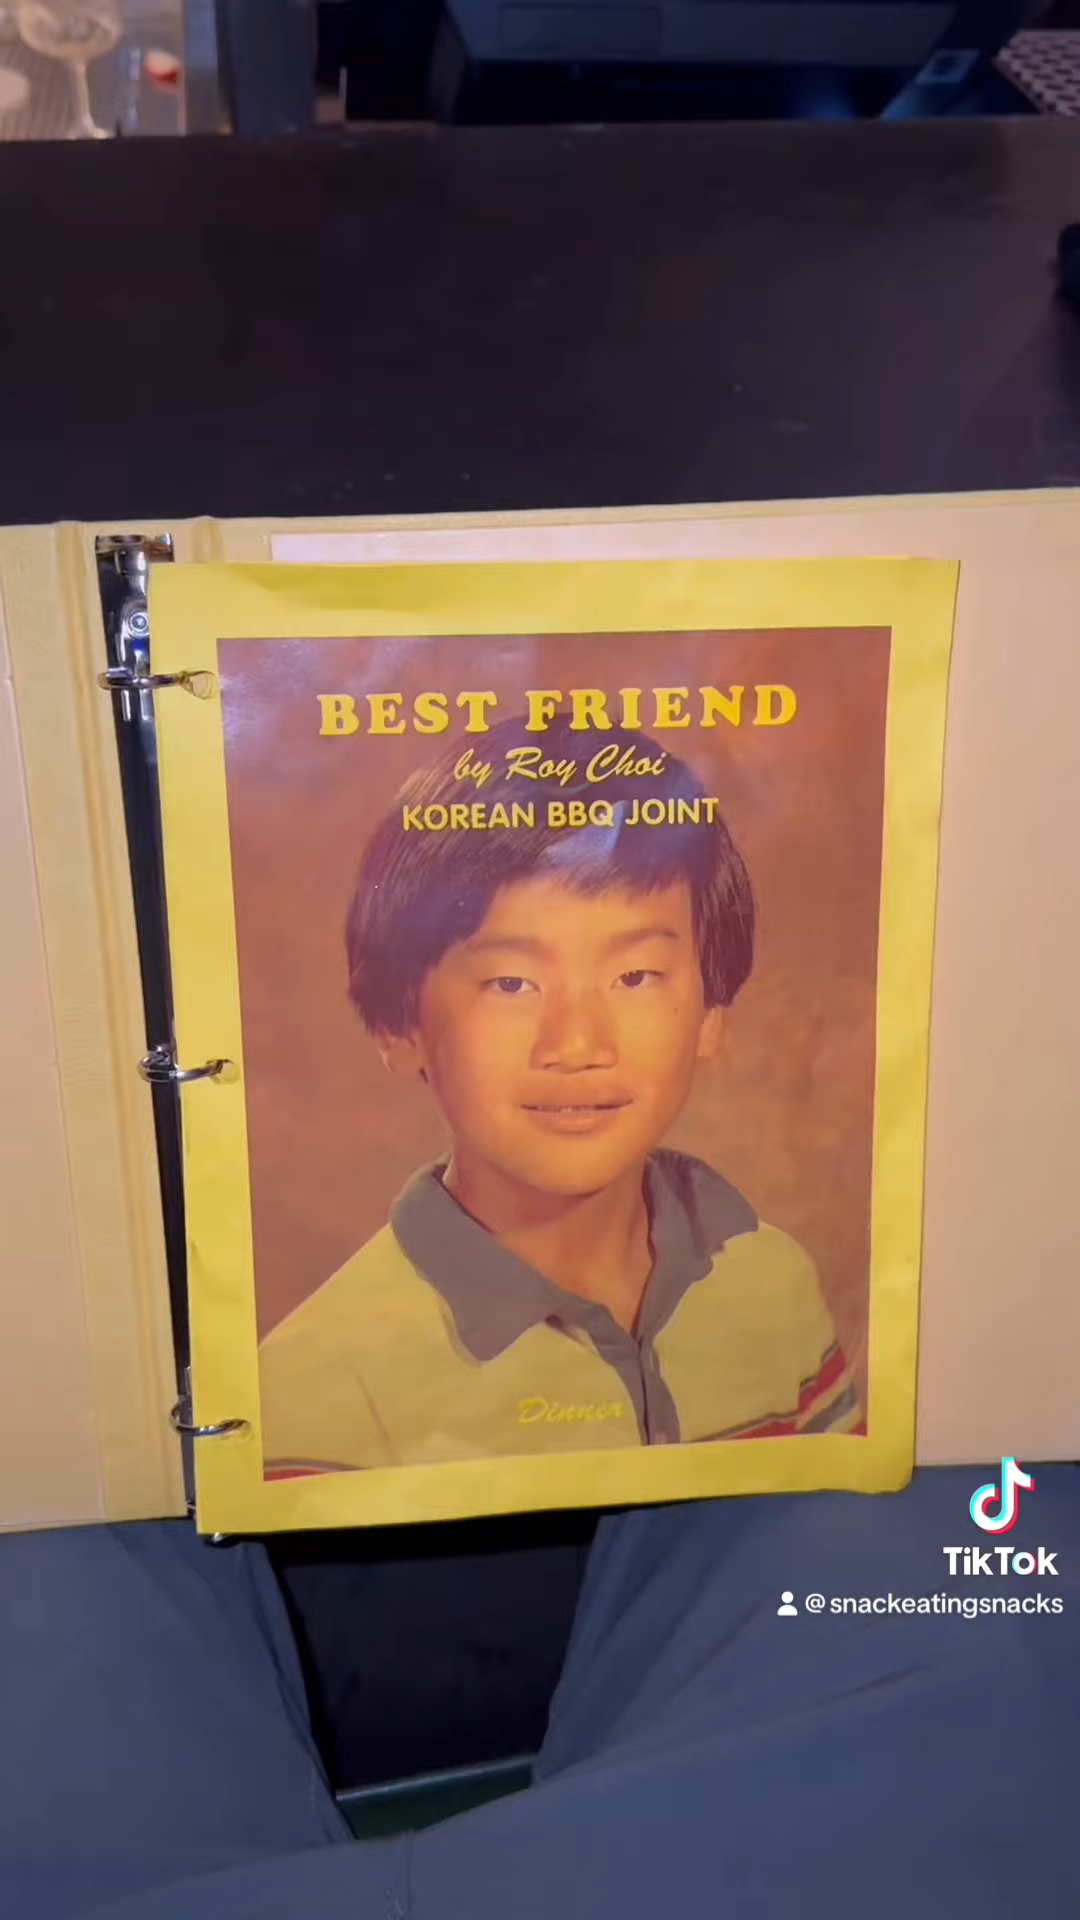 BEST FRIEND
by Roy Choi
KOREAN BBQ JOINT
Dinner
TikTok
@snackeatingsnacks